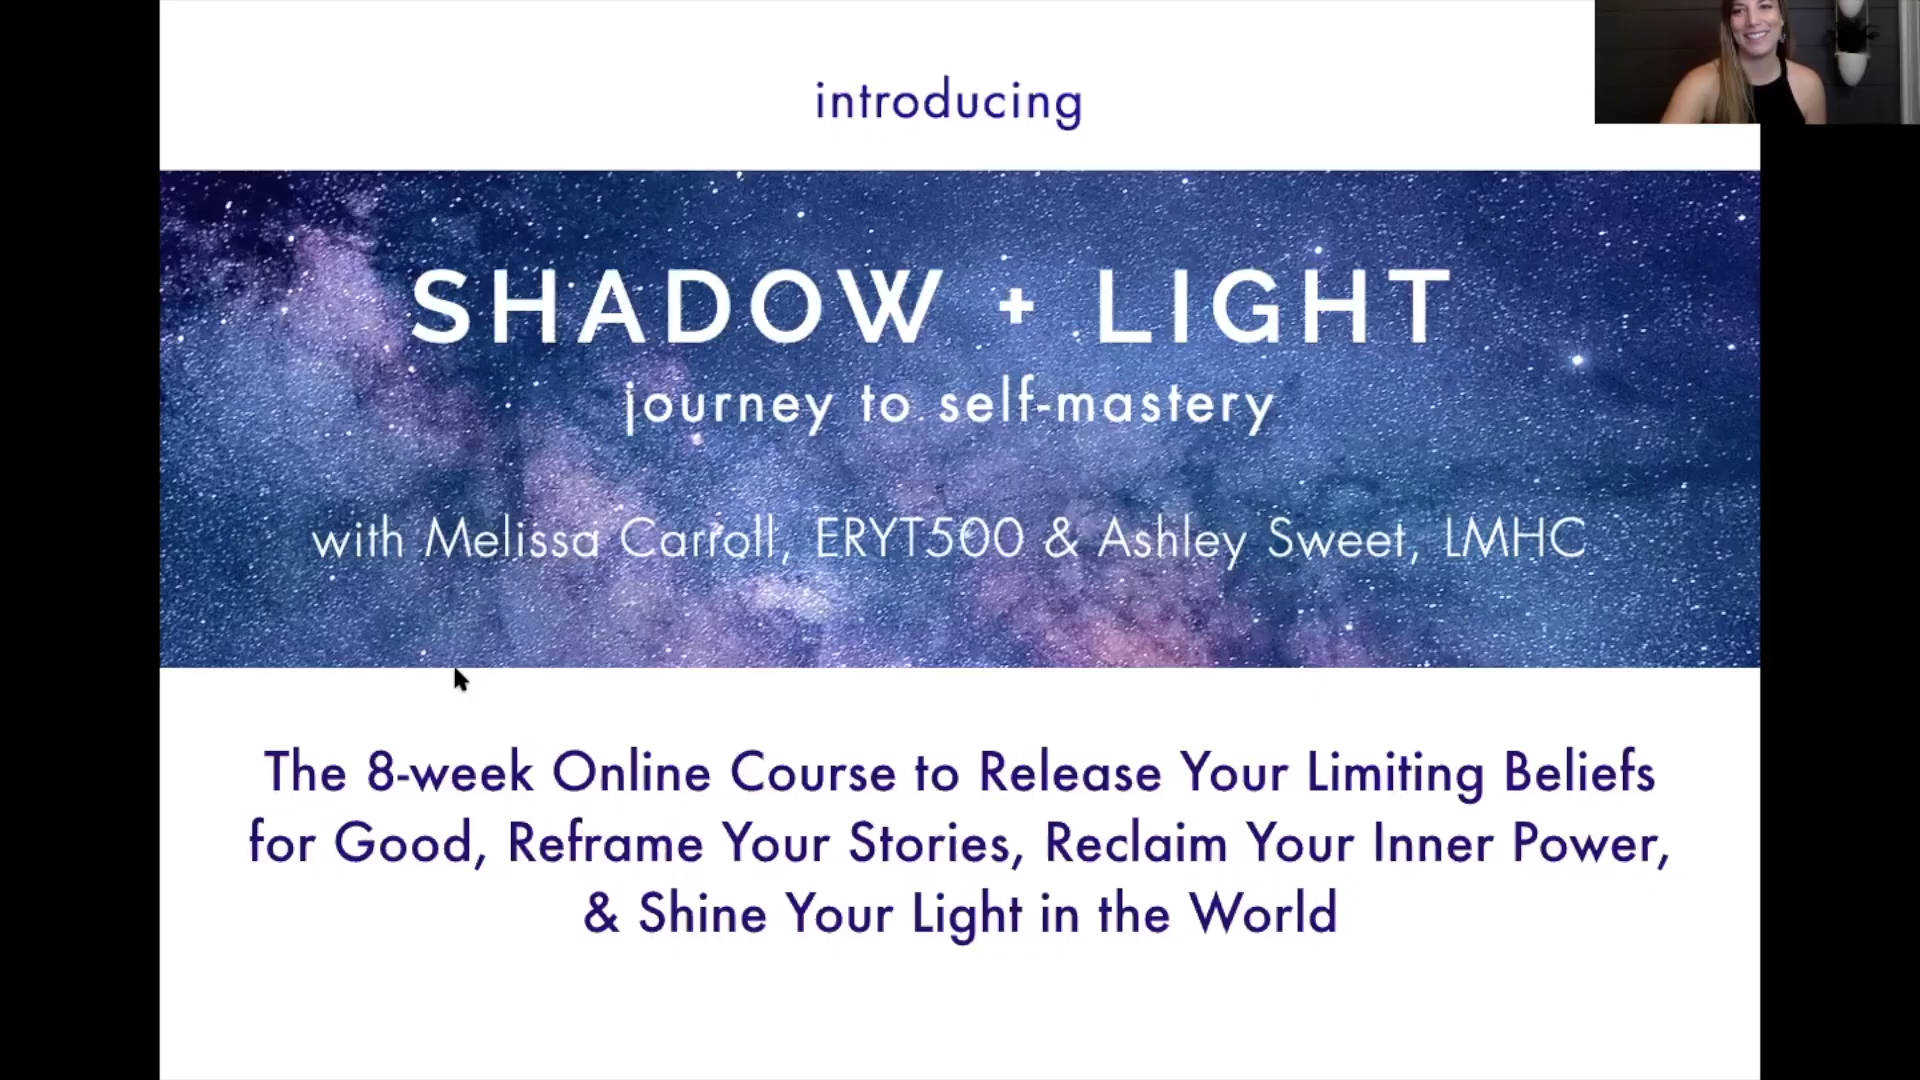 introducing
SHADOW + LIGHT
journey to self-mastery
with Melissa Carroll, ERYT500 & Ashley Sweet, LMHC
The 8-week Online Course to Release Your Limiting Beliefs
for Good, Reframe Your Stories, Reclaim Your Inner Power,
& Shine Your Light in the World